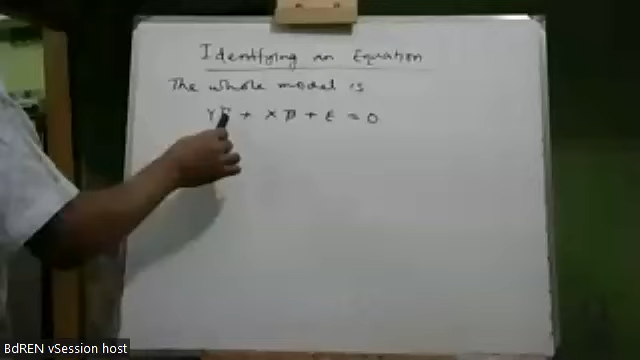 Identifying an Equation
The whole model is
YΓ + XB + ε = 0
BdREN vSession host